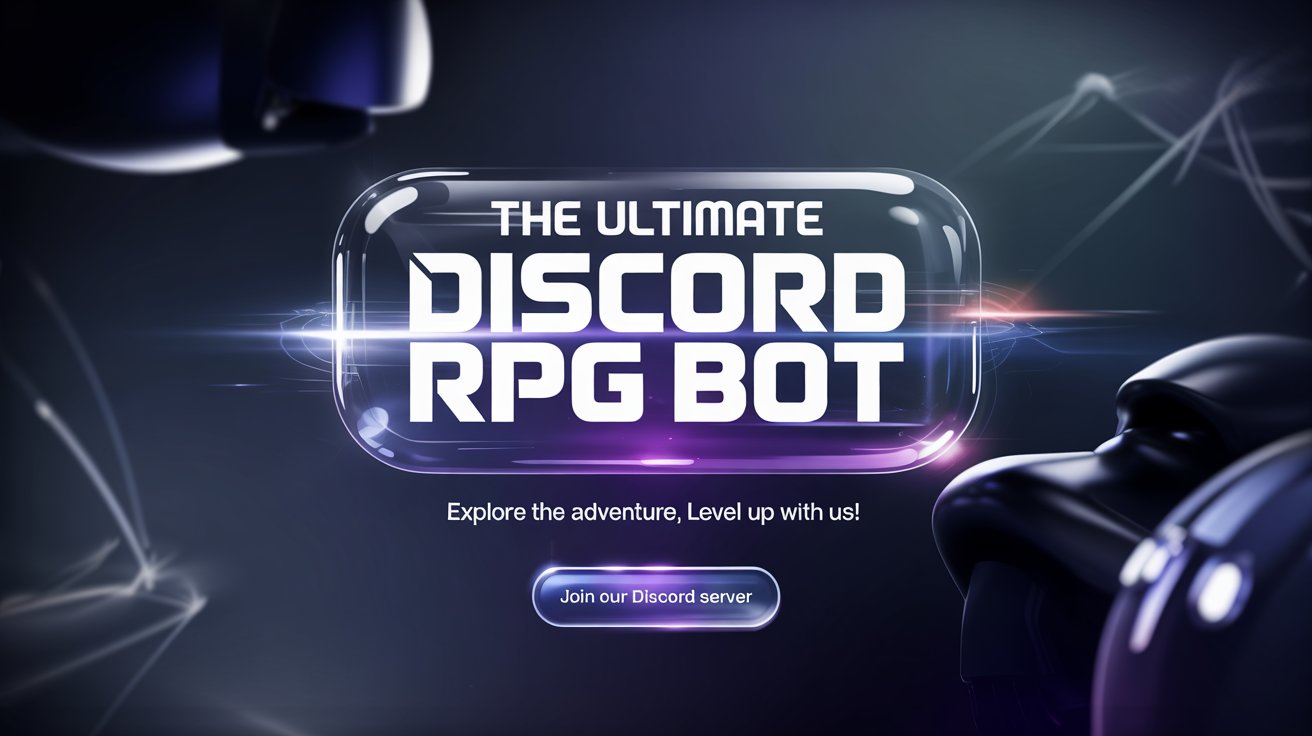 THE ULTIMATE
DISCORD
RPG BOT
Explore the adventure, Level up with us!
Join our Discord server